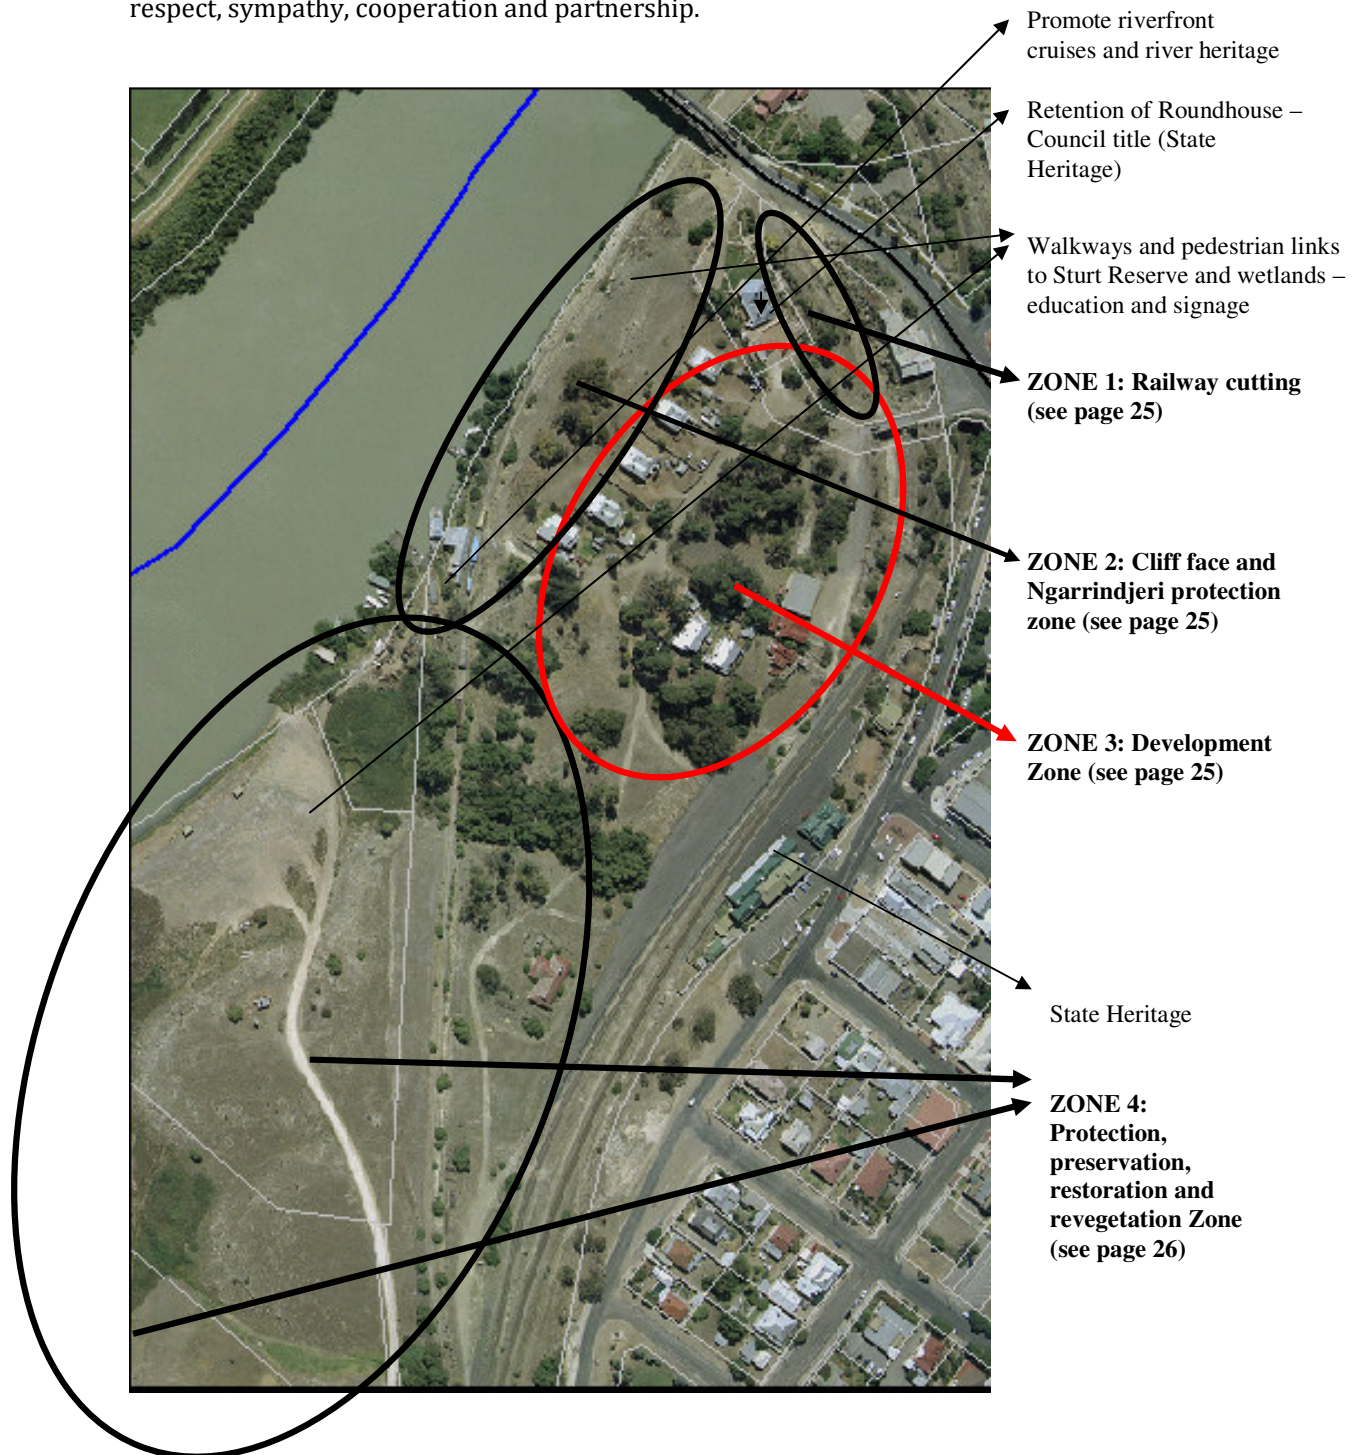 respect, sympathy, cooperation and partnership.
Promote riverfront
cruises and river heritage
Retention of Roundhouse –
Council title (State
Heritage)
Walkways and pedestrian links
to Sturt Reserve and wetlands –
education and signage
ZONE 1: Railway cutting
(see page 25)
ZONE 2: Cliff face and
Ngarrindjeri protection
zone (see page 25)
ZONE 3: Development
Zone (see page 25)
State Heritage
ZONE 4:
Protection,
preservation,
restoration and
revegetation Zone
(see page 26)